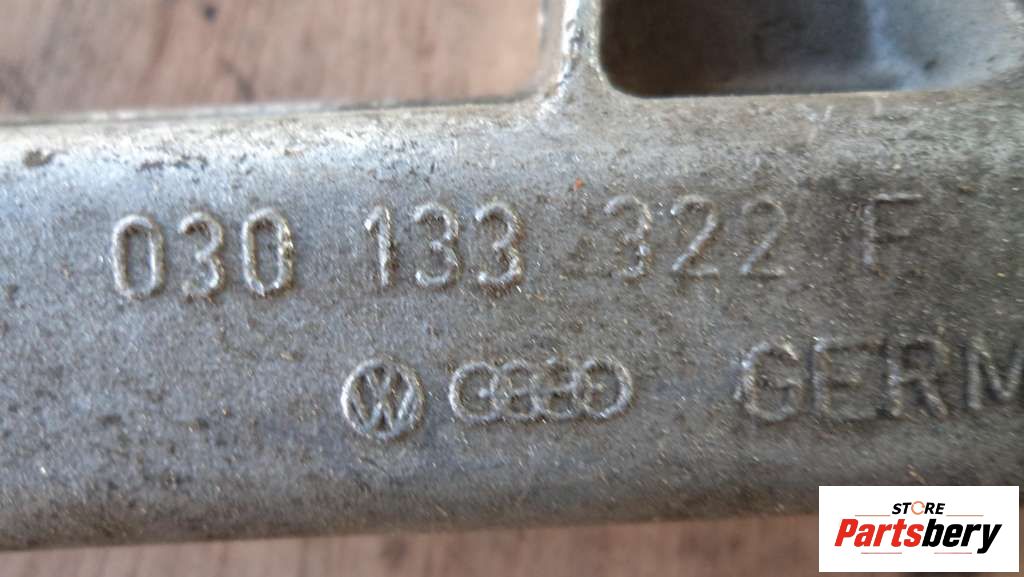 030 133 322 F
GERM
STORE
Partsbery